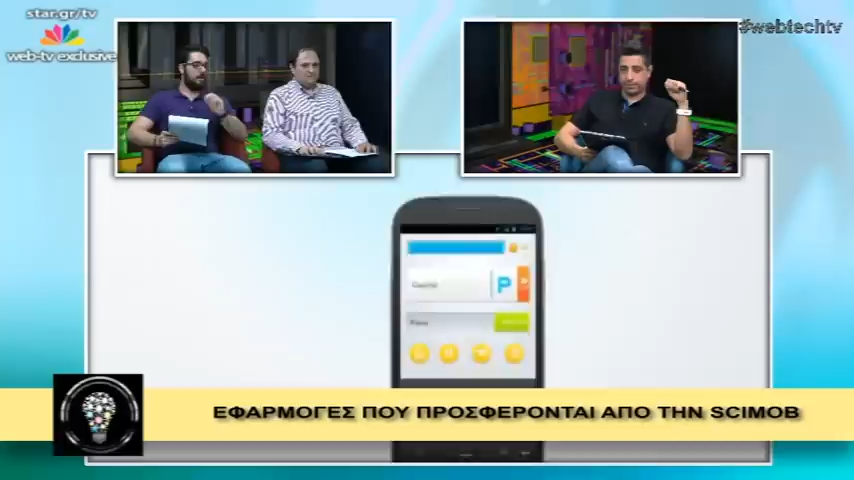 star.gr/tv
web-tv exclusive
#webtechtv
P
ΕΦΑΡΜΟΓΕΣ ΠΟΥ ΠΡΟΣΦΕΡΟΝΤΑΙ ΑΠΟ ΤΗΝ SCIMOB